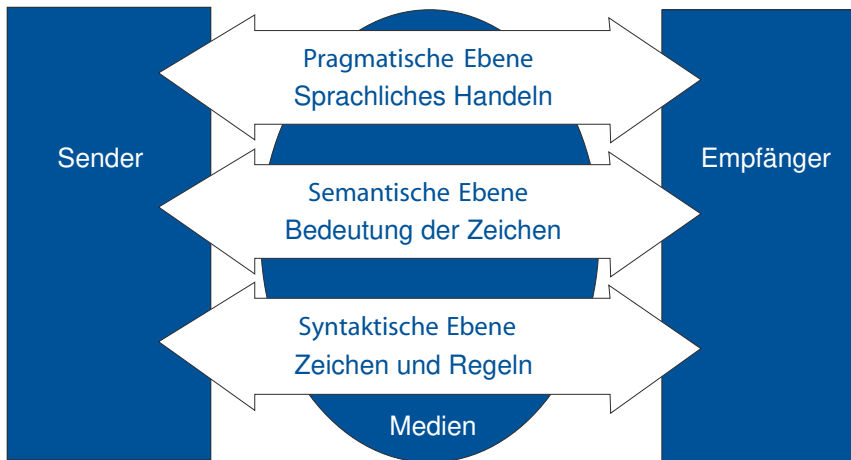 Pragmatische Ebene
Sprachliches Handeln
Sender
Empfänger
Semantische Ebene
Bedeutung der Zeichen
Syntaktische Ebene
Zeichen und Regeln
Medien